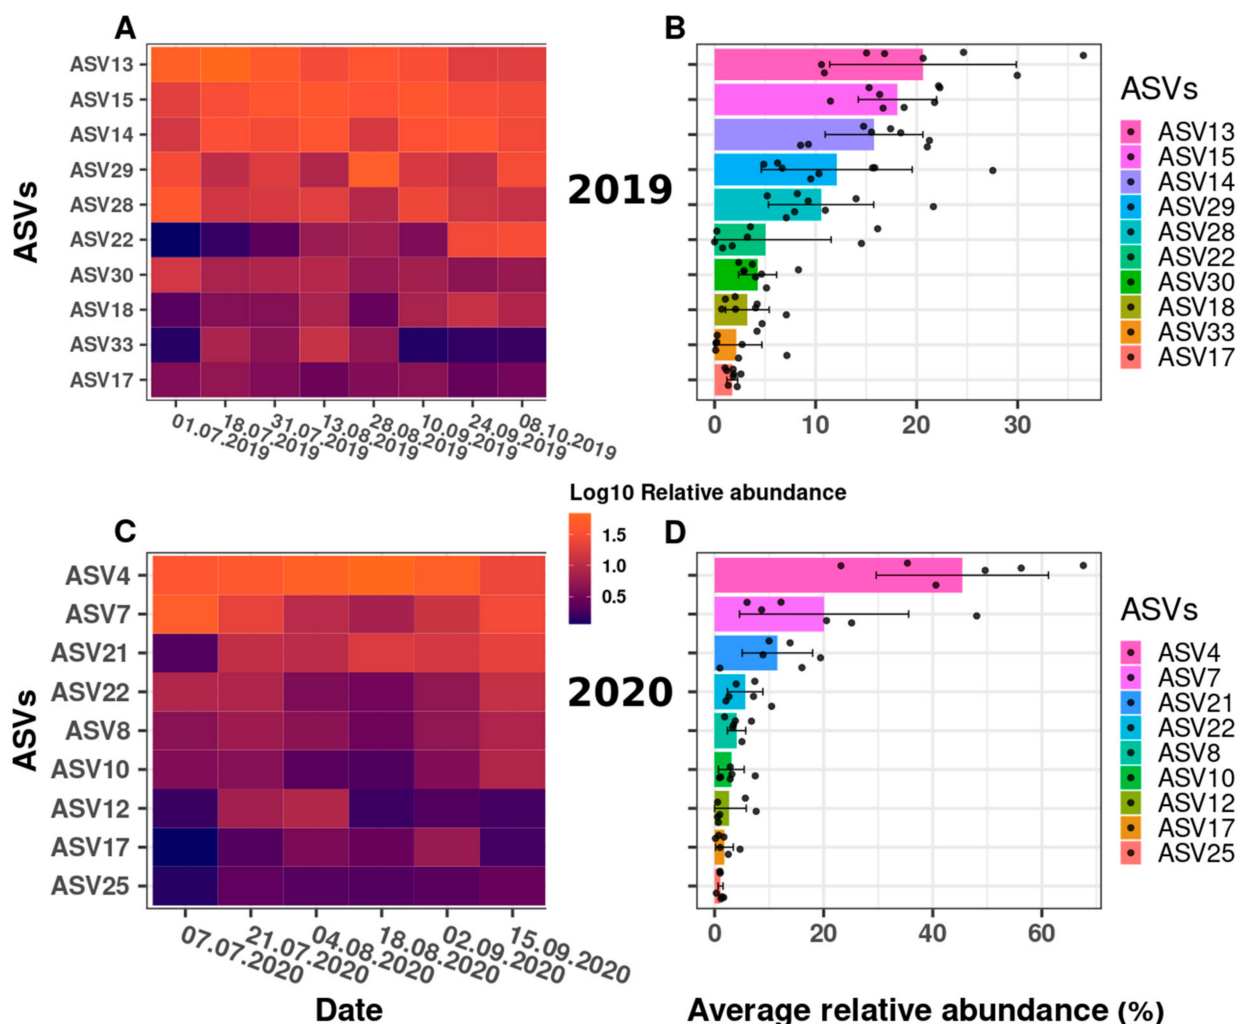 A
ASVs
ASV13
ASV15
ASV14
ASV29
ASV28
ASV22
ASV30
ASV18
ASV33
ASV17
01.07.2019
18.07.2019
31.07.2019
13.08.2019
28.08.2019
10.09.2019
24.09.2019
08.10.2019
2019
B
0 10 20 30
ASVs
ASV13
ASV15
ASV14
ASV29
ASV28
ASV22
ASV30
ASV18
ASV33
ASV17
Log10 Relative abundance
1.5
1.0
0.5
C
ASVs
ASV4
ASV7
ASV21
ASV22
ASV8
ASV10
ASV12
ASV17
ASV25
07.07.2020
21.07.2020
04.08.2020
18.08.2020
02.09.2020
15.09.2020
Date
2020
D
0 20 40 60
Average relative abundance (%)
ASVs
ASV4
ASV7
ASV21
ASV22
ASV8
ASV10
ASV12
ASV17
ASV25